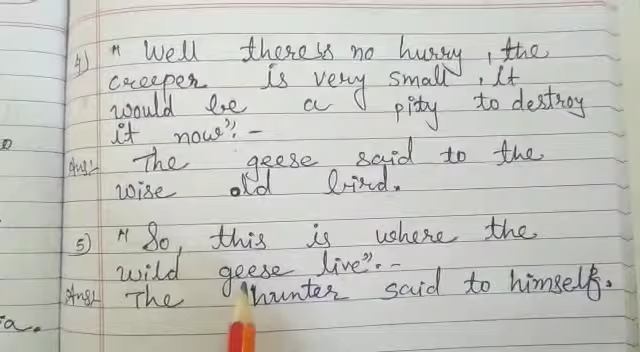 4) " Well there's no hurry, the
creeper is very small, it
would be a pity to destroy
it now". -
Ans:- The geese said to the
wise old bird.
5) " So, this is where the
wild geese live". -
Ans:- The hunter said to himself.
ia.